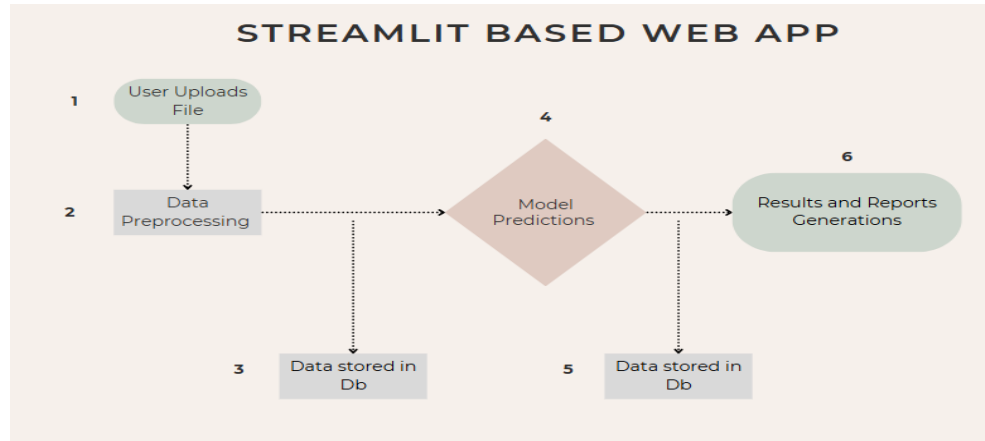 STREAMLIT BASED WEB APP
1
User Uploads
File
2
Data
Preprocessing
3
Data stored in
Db
4
Model
Predictions
5
Data stored in
Db
6
Results and Reports
Generations